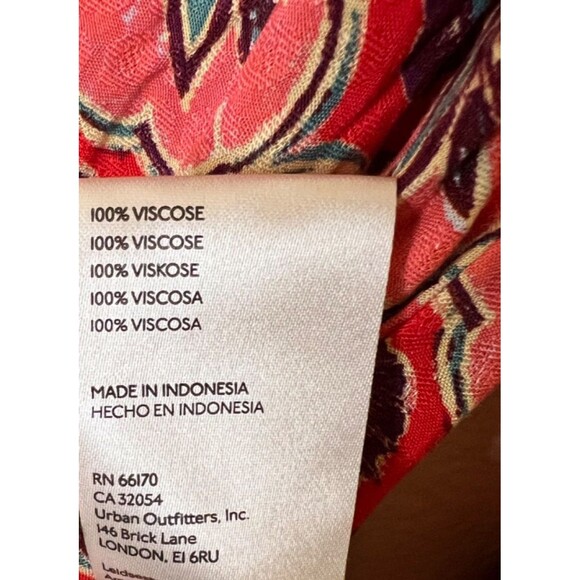 100% VISCOSE
100% VISCOSE
100% VISKOSE
100% VISCOSA
100% VISCOSA
MADE IN INDONESIA
HECHO EN INDONESIA
RN 66170
CA 32054
Urban Outfitters, Inc.
146 Brick Lane
LONDON, E1 6RU